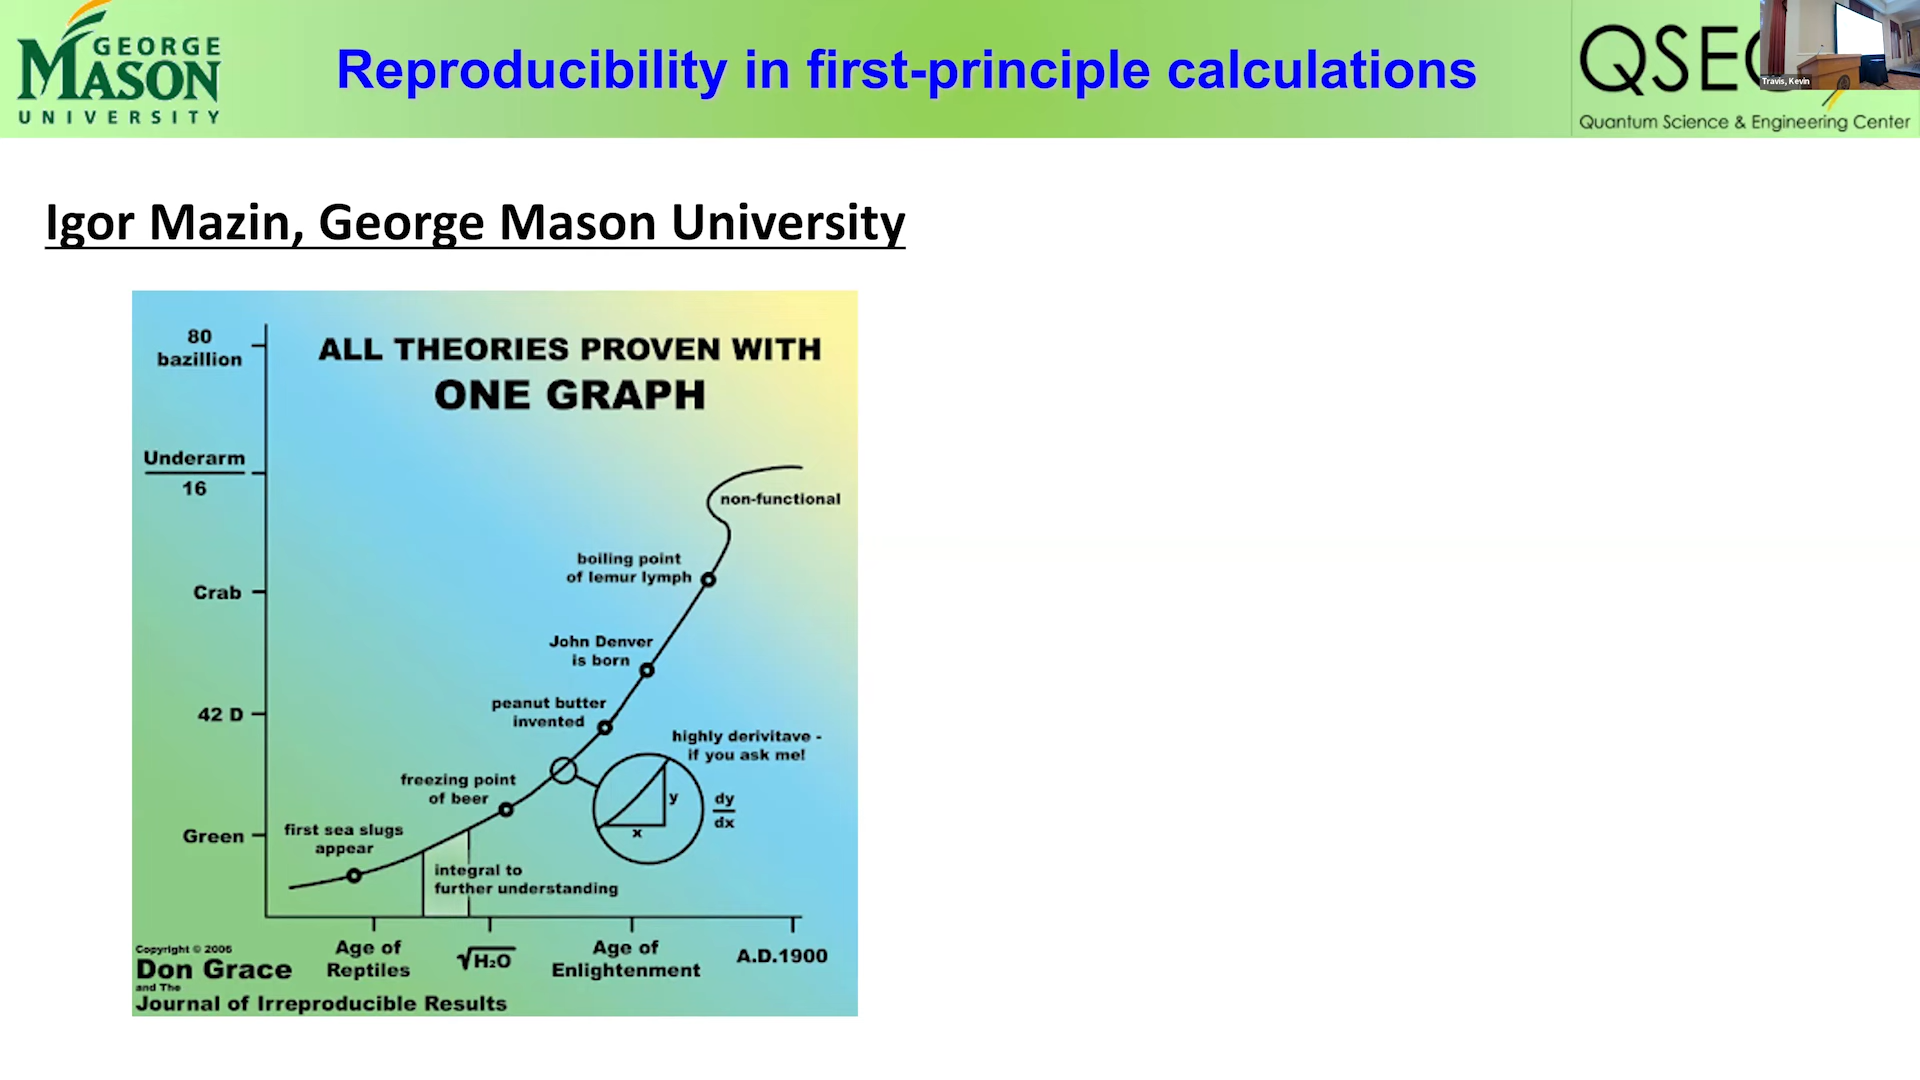 GEORGE
MASON
UNIVERSITY
Reproducibility in first-principle calculations
QSE
Quantum Science & Engineering Center
Travis, Kevin
Igor Mazin, George Mason University
ALL THEORIES PROVEN WITH
ONE GRAPH
80
bazillion
Underarm
16
Crab
42 D
Green
non-functional
boiling point
of lemur lymph
John Denver
is born
peanut butter
invented
highly derivitave -
if you ask me!
y
x
dy
dx
freezing point
of beer
first sea slugs
appear
integral to
further understanding
Age of
Reptiles
√H₂O
Age of
Enlightenment
A.D.1900
Copyright © 2006
Don Grace
and The
Journal of Irreproducible Results